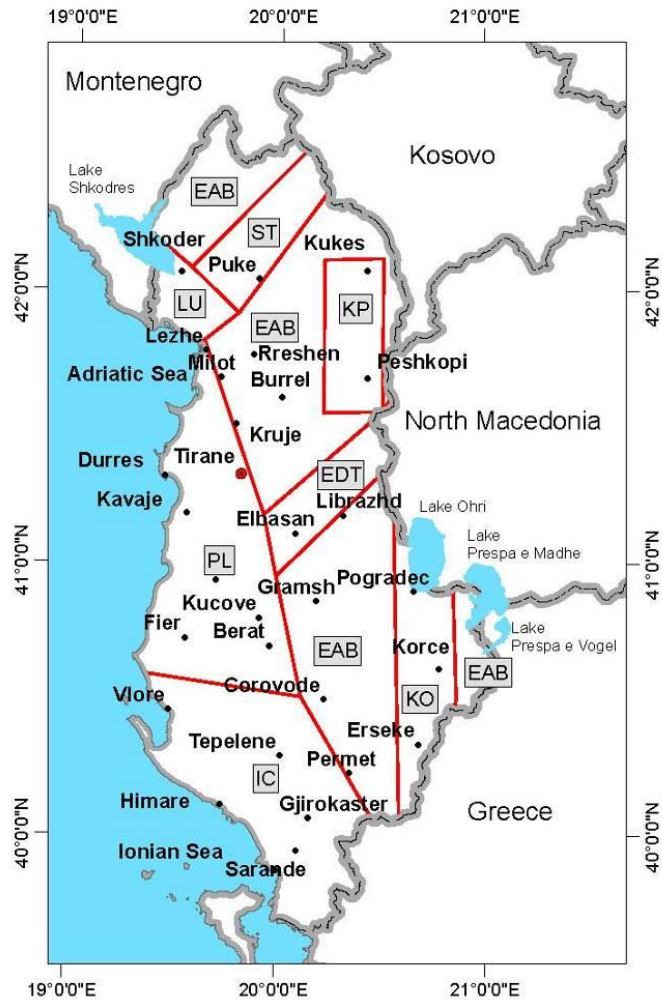 19°0'0"E
20°0'0"E
21°0'0"E
Montenegro
Kosovo
Lake
Shkodres
EAB
Shkoder
ST
Kukes
Puke
42°0'0"N
42°0'0"N
LU
KP
EAB
Lezhe
Rreshen
Milot
Peshkopi
Adriatic Sea
Burrel
North Macedonia
Kruje
Tirane
Durres
EDT
Librazhd
Kavaje
Lake Ohri
Elbasan
Lake
Prespa e Madhe
41°0'0"N
41°0'0"N
PL
Pogradec
Gramsh
Kucove
Fier
Berat
Lake
Prespa e Vogel
EAB
Korce
EAB
Corovode
KO
Vlore
Erseke
Tepelene
Permet
IC
Himare
Gjirokaster
Greece
40°0'0"N
40°0'0"N
Ionian Sea
Sarande
19°0'0"E
20°0'0"E
21°0'0"E